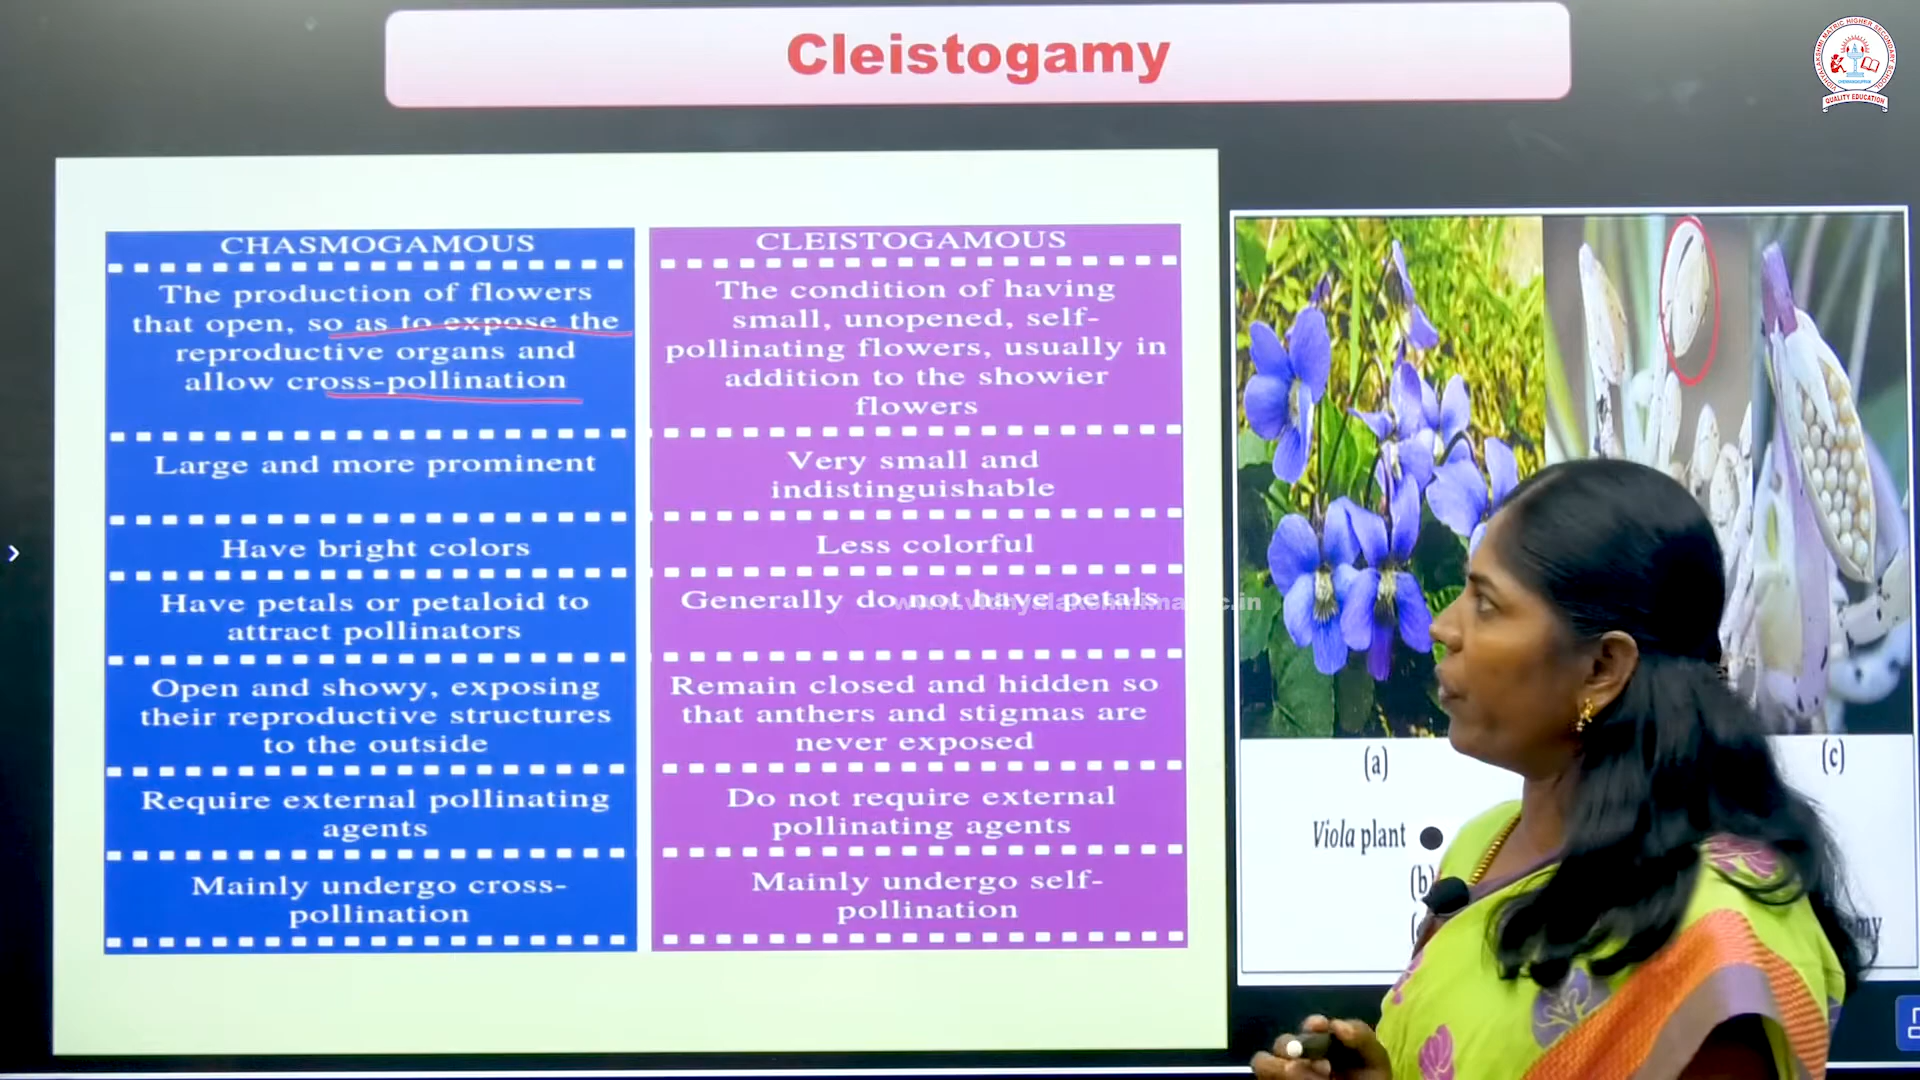 Cleistogamy
VIDHYALAKSHMI MATRIC HIGHER SECONDARY SCHOOL
QUALITY EDUCATION
CHASMOGAMOUS
The production of flowers
that open, so as to expose the
reproductive organs and
allow cross-pollination
Large and more prominent
Have bright colors
Have petals or petaloid to
attract pollinators
Open and showy, exposing
their reproductive structures
to the outside
Require external pollinating
agents
Mainly undergo cross-
pollination
CLEISTOGAMOUS
The condition of having
small, unopened, self-
pollinating flowers, usually in
addition to the showier
flowers
Very small and
indistinguishable
Less colorful
Generally do not have petals
Remain closed and hidden so
that anthers and stigmas are
never exposed
Do not require external
pollinating agents
Mainly undergo self-
pollination
(a)
(c)
Viola plant
(b)